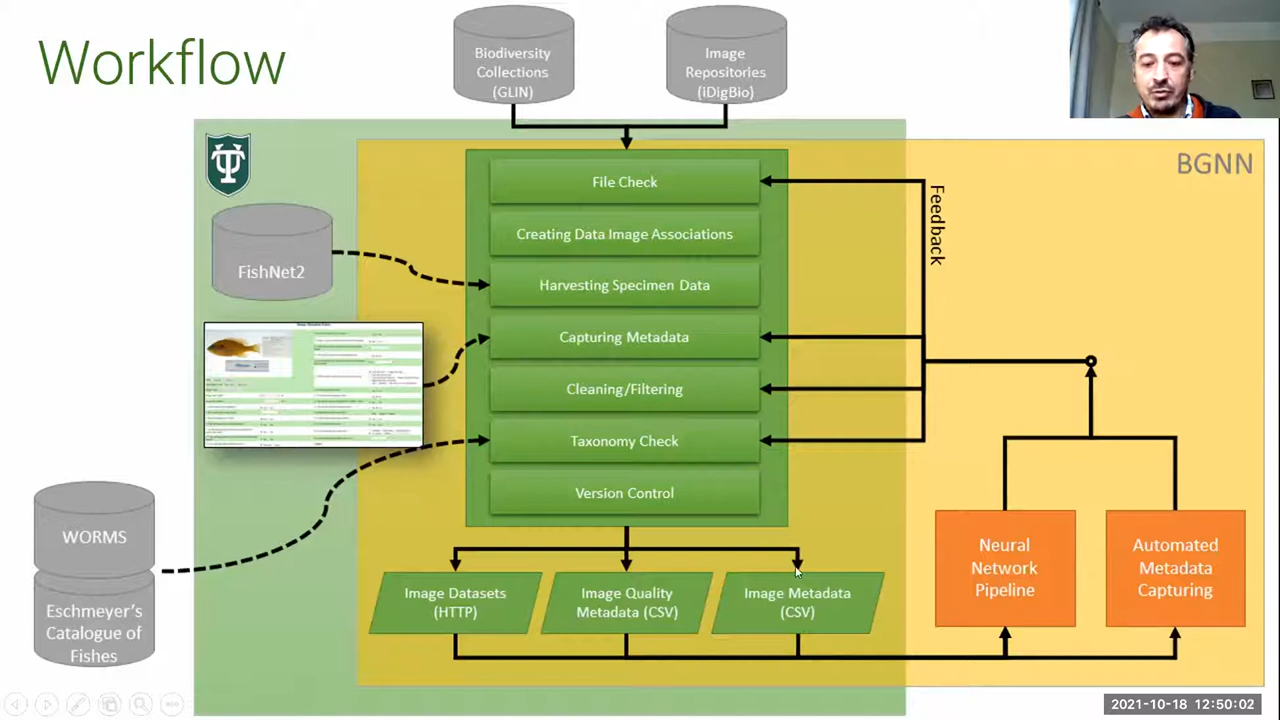 Workflow
Biodiversity
Collections
(GLIN)
Image
Repositories
(iDigBio)
BGNN
File Check
Creating Data Image Associations
Harvesting Specimen Data
Capturing Metadata
Cleaning/Filtering
Taxonomy Check
Version Control
Feedback
FishNet2
WORMS
Eschmeyer's
Catalogue of
Fishes
Image Datasets
(HTTP)
Image Quality
Metadata (CSV)
Image Metadata
(CSV)
Neural
Network
Pipeline
Automated
Metadata
Capturing
2021-10-18 12:50:02